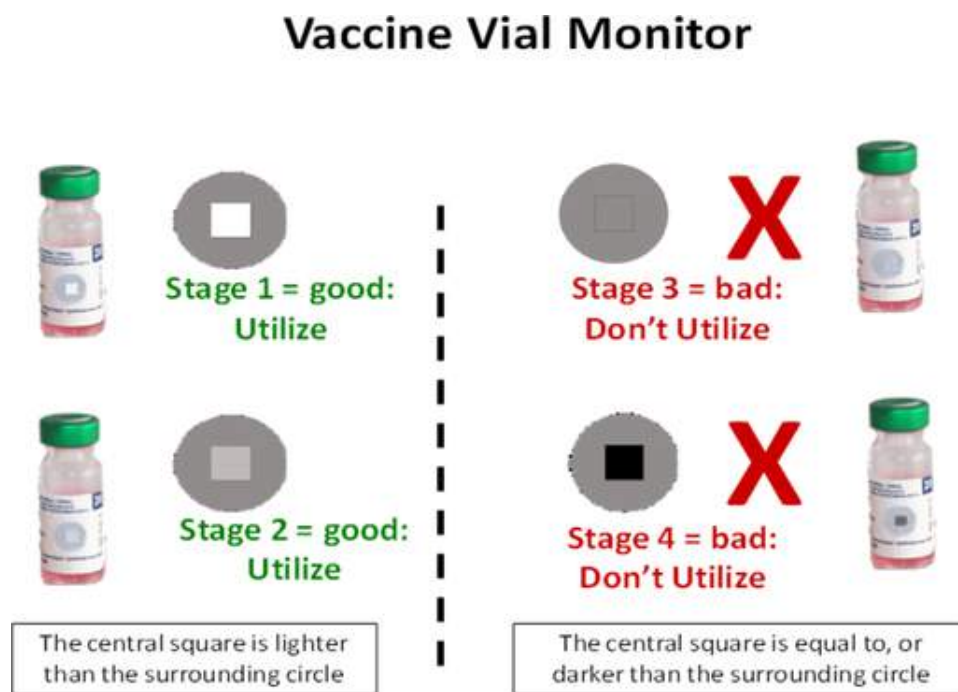 Vaccine Vial Monitor
Stage 1 = good:
Utilize
Stage 3 = bad:
Don't Utilize
X
Stage 2 = good:
Utilize
Stage 4 = bad:
Don't Utilize
X
The central square is lighter
than the surrounding circle
The central square is equal to, or
darker than the surrounding circle